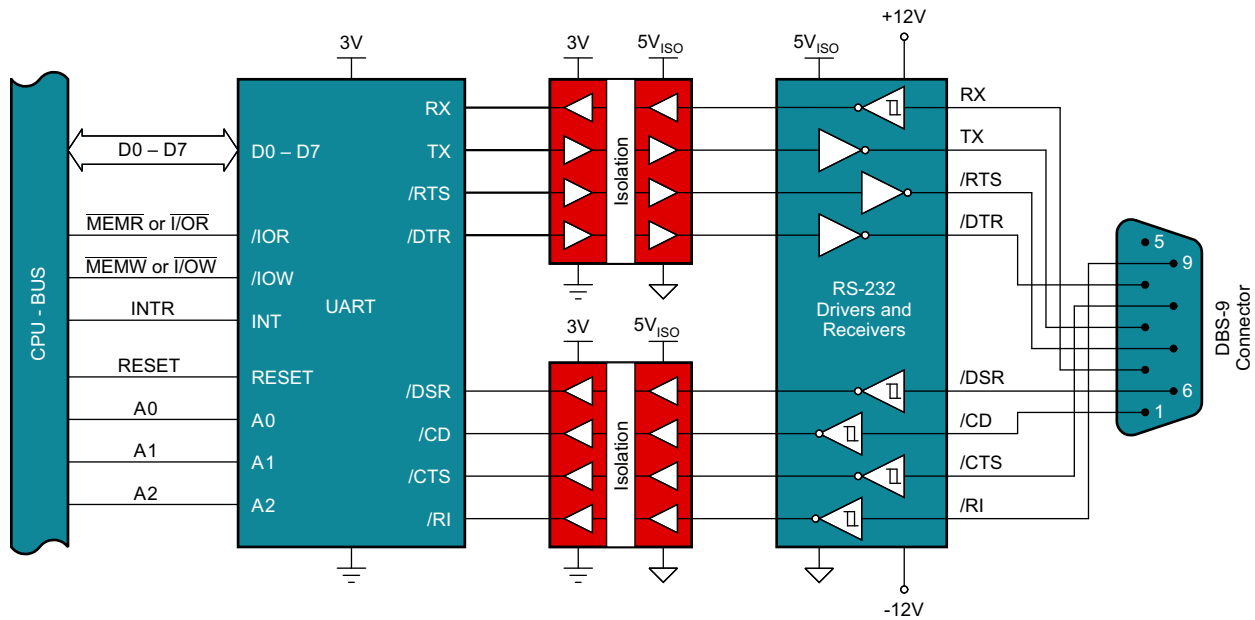 +12V
3V
3V
5VISO
5VISO
CPU - BUS
D0 – D7
D0 – D7
MEMR or I/OR
/IOR
MEMW or I/OW
/IOW
INTR
INT
RESET
RESET
A0
A0
A1
A1
A2
A2
UART
RX
TX
/RTS
/DTR
/DSR
/CD
/CTS
/RI
Isolation
3V
5VISO
Isolation
RS-232
Drivers and
Receivers
RX
TX
/RTS
/DTR
/DSR
/CD
/CTS
/RI
-12V
5
9
6
1
DBS-9
Connector